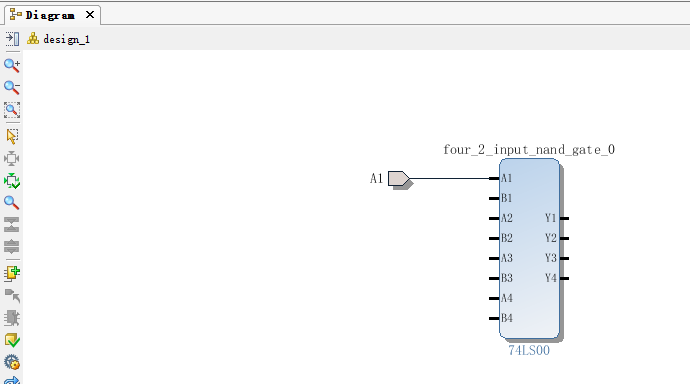 Diagram
design_1
four_2_input_nand_gate_0
A1
A1
B1
A2 Y1
B2 Y2
A3 Y3
B3 Y4
A4
B4
74LS00